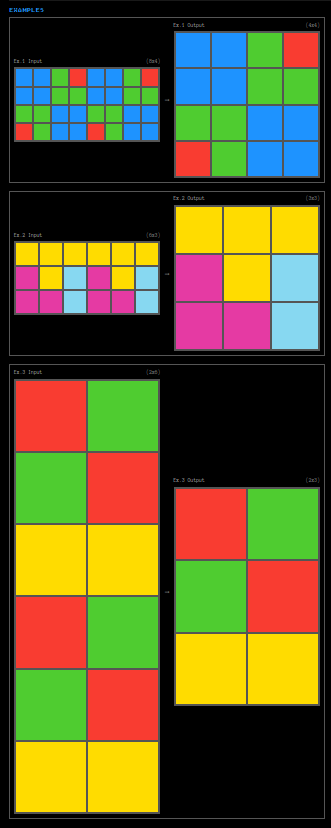 EXAMPLES
Ex.1 Input (8x4)
Ex.1 Output (4x4)
→
Ex.2 Input (6x3)
Ex.2 Output (3x3)
→
Ex.3 Input (2x6)
Ex.3 Output (2x3)
→